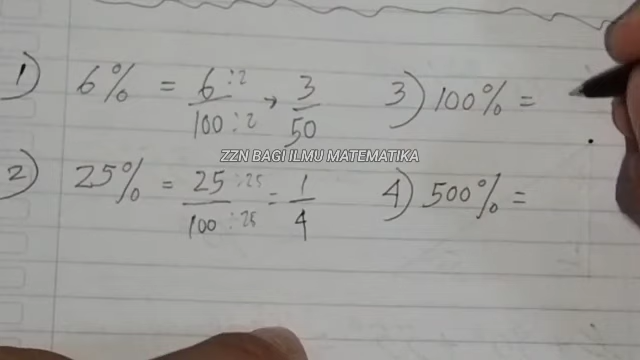 1) 6% = 6 :2 / 100 :2 → 3/50
3) 100% =
ZZN BAGI ILMU MATEMATIKA
2) 25% = 25 :25 / 100 :25 = 1/4
4) 500% =